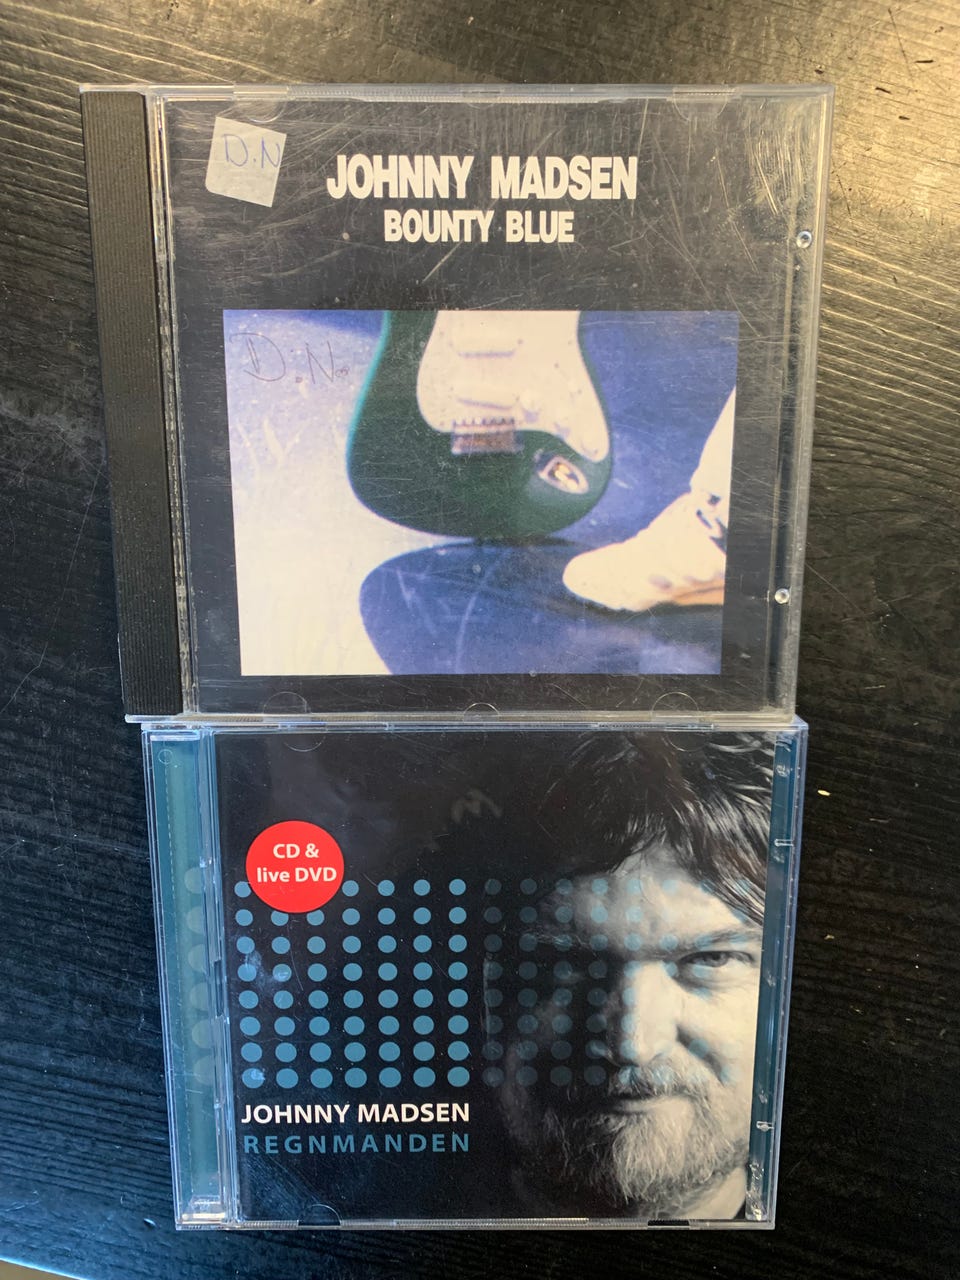 D.N
JOHNNY MADSEN
BOUNTY BLUE
D.N.
CD &
live DVD
JOHNNY MADSEN
REGNMANDEN